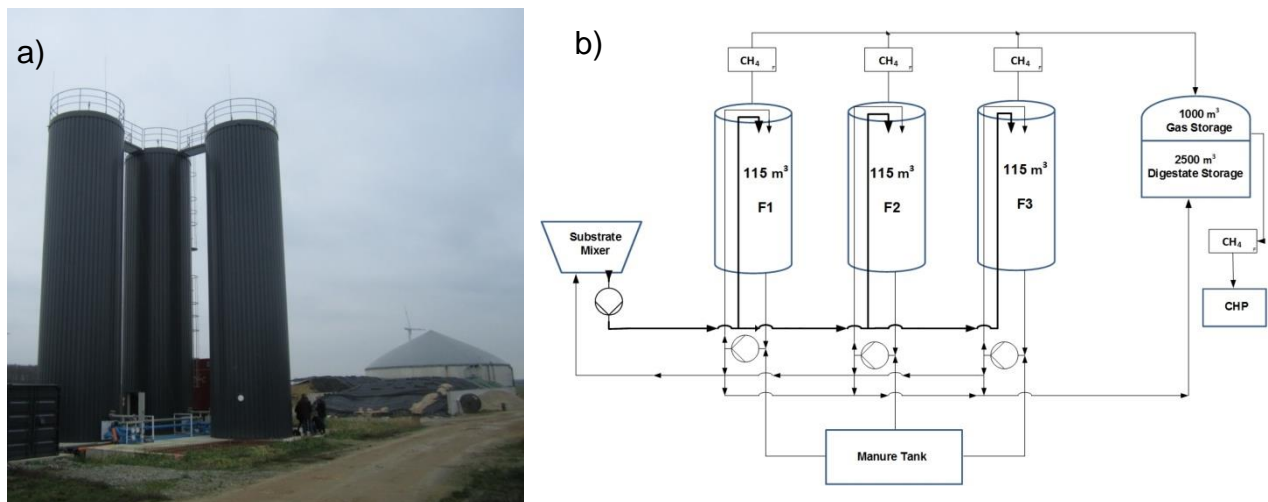 a)
b)
CH₄
CH₄
CH₄
115 m³
F1
115 m³
F2
115 m³
F3
1000 m³
Gas Storage
2500 m³
Digestate Storage
Substrate
Mixer
CH₄
CHP
Manure Tank